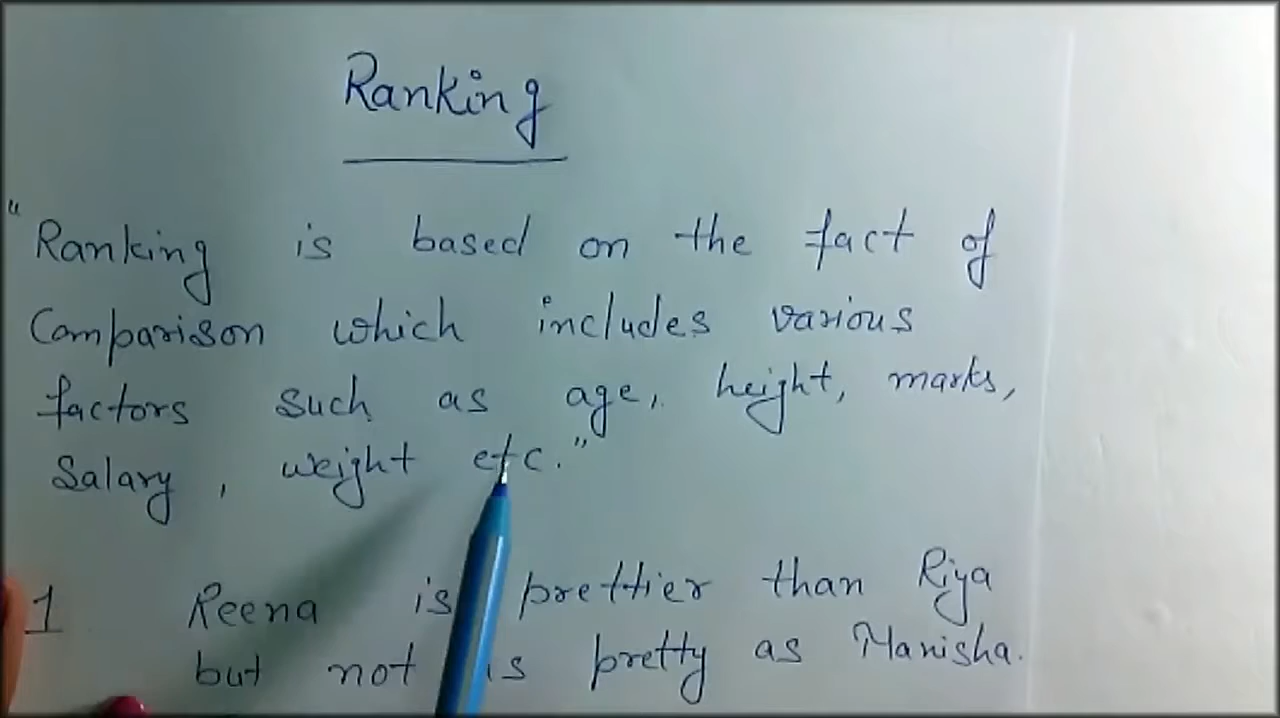 Ranking
"Ranking is based on the fact of
Comparison which includes various
factors such as age, height, marks,
Salary, weight etc."
1 Reena is prettier than Riya
but not as pretty as Manisha.